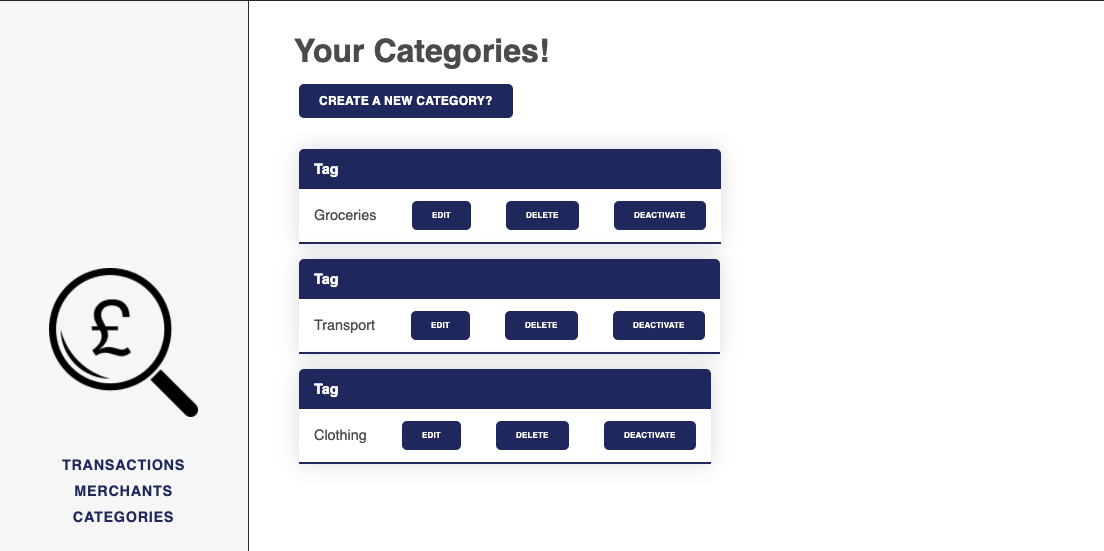 Your Categories!
CREATE A NEW CATEGORY?
Tag
Groceries EDIT DELETE DEACTIVATE
Tag
Transport EDIT DELETE DEACTIVATE
Tag
Clothing EDIT DELETE DEACTIVATE
£
TRANSACTIONS
MERCHANTS
CATEGORIES